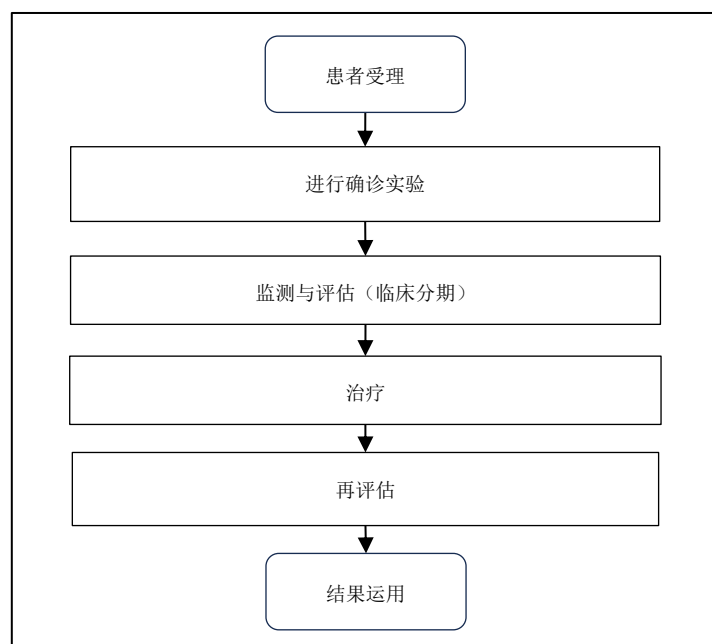 患者受理
进行确诊实验
监测与评估（临床分期）
治疗
再评估
结果运用